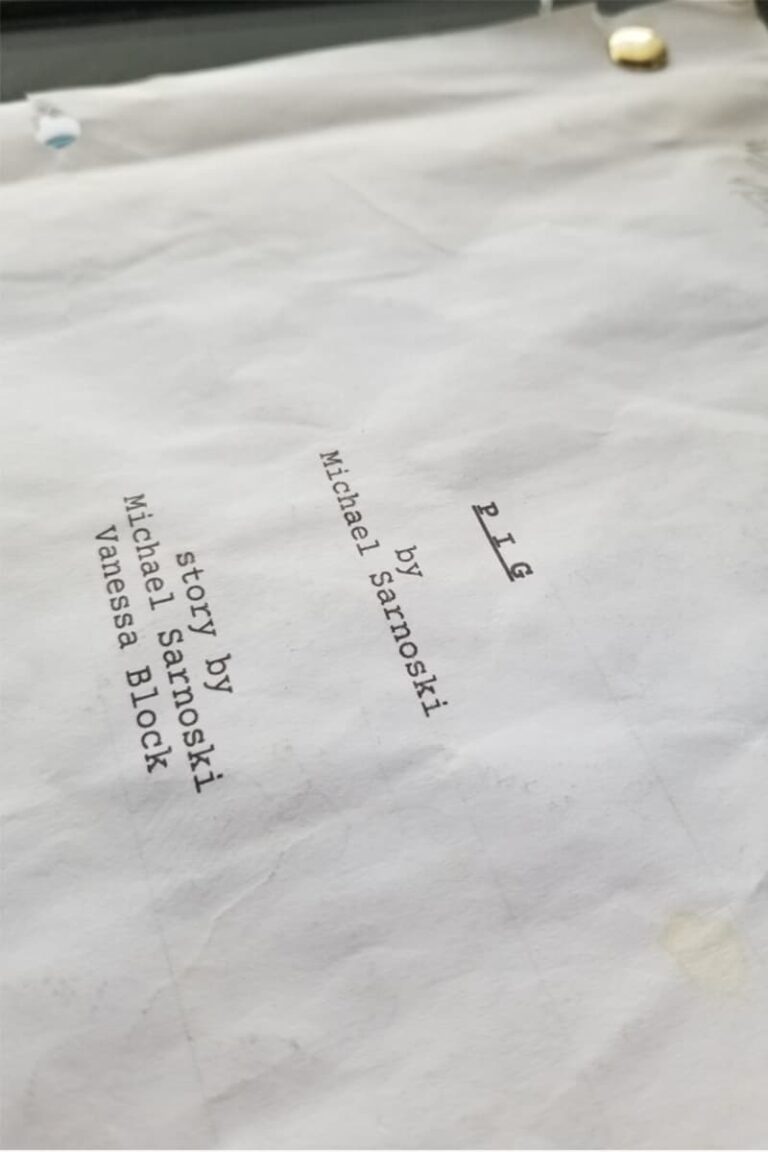 P I G
by
Michael Sarnoski
story by
Michael Sarnoski
Vanessa Block